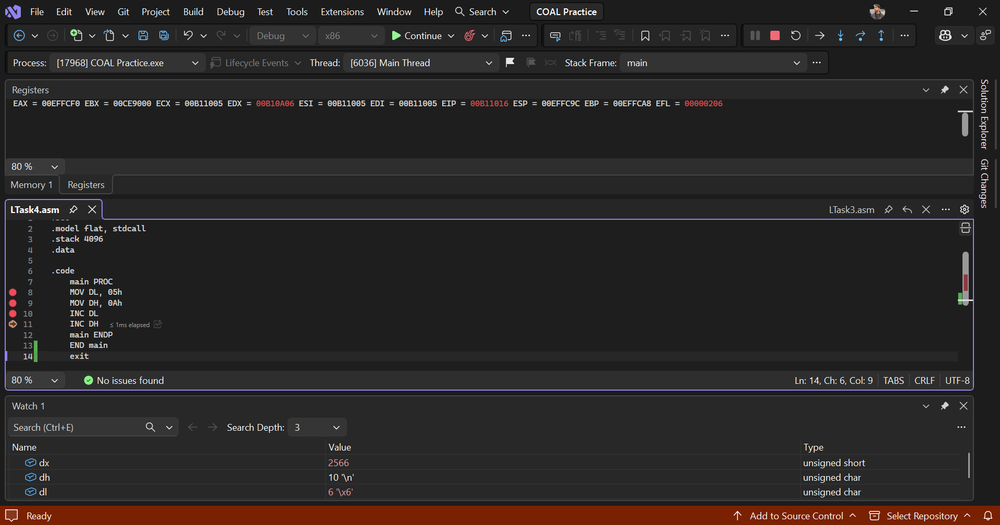 File Edit View Git Project Build Debug Test Tools Extensions Window Help Search COAL Practice
Debug x86 Continue
Process: [17968] COAL Practice.exe Lifecycle Events Thread: [6036] Main Thread Stack Frame: main
Registers
EAX = 00EFFCF0 EBX = 00CE9000 ECX = 00B11005 EDX = 00B10A06 ESI = 00B11005 EDI = 00B11005 EIP = 00B11016 ESP = 00EFFC9C EBP = 00EFFCA8 EFL = 00000206
80 %
Memory 1 Registers
Solution Explorer
Git Changes
LTask4.asm LTask3.asm
2 .model flat, stdcall
3 .stack 4096
4 .data
5
6 .code
7 main PROC
8 MOV DL, 05h
9 MOV DH, 0Ah
10 INC DL
11 INC DH ≤ 1ms elapsed
12 main ENDP
13 END main
14 exit
80 % No issues found Ln: 14, Ch: 6, Col: 9 TABS CRLF UTF-8
Watch 1
Search (Ctrl+E) Search Depth: 3
Name Value Type
dx 2566 unsigned short
dh 10 '\n' unsigned char
dl 6 '\x6' unsigned char
Ready Add to Source Control Select Repository